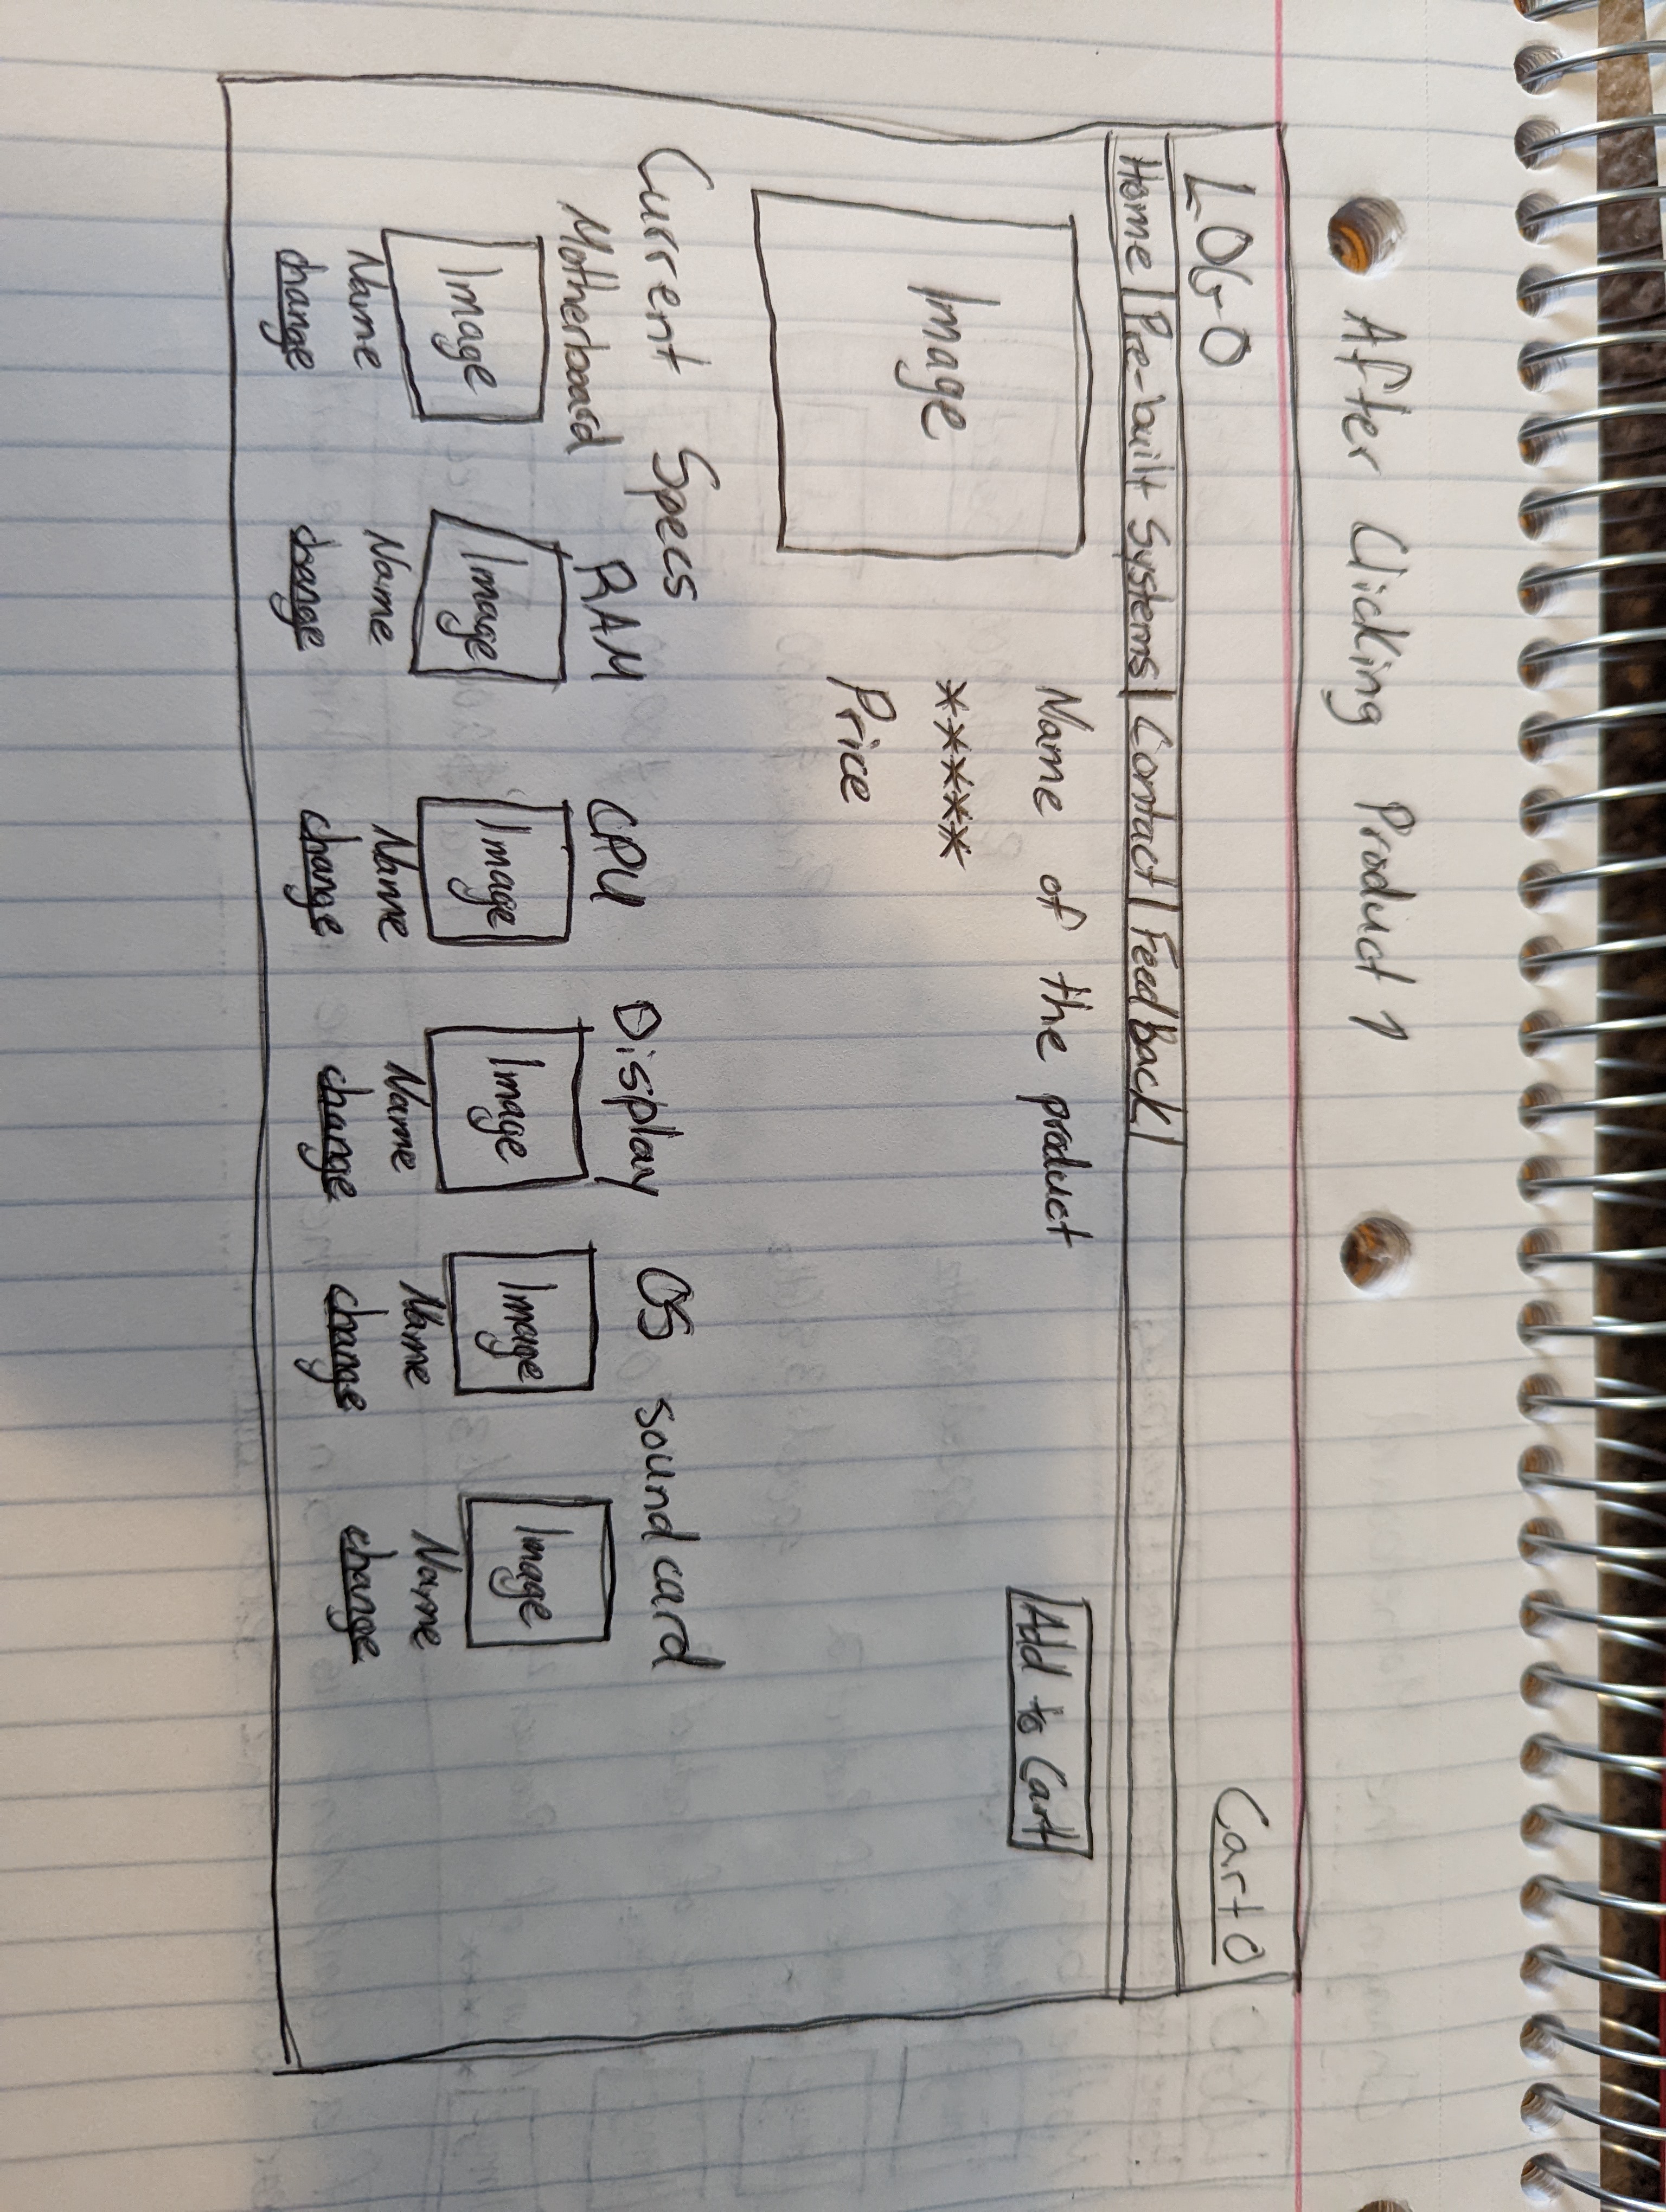 After Clicking Product 1
LOGO Cart 0
Home | Pre-built Systems | Contact | Feedback |
Image
Name of the product
Add to Cart
*****
Price
Current Specs
Motherboard RAM CPU Display OS Sound card
Image Image Image Image Image Image
Name Name Name Name Name Name
change change change change change change